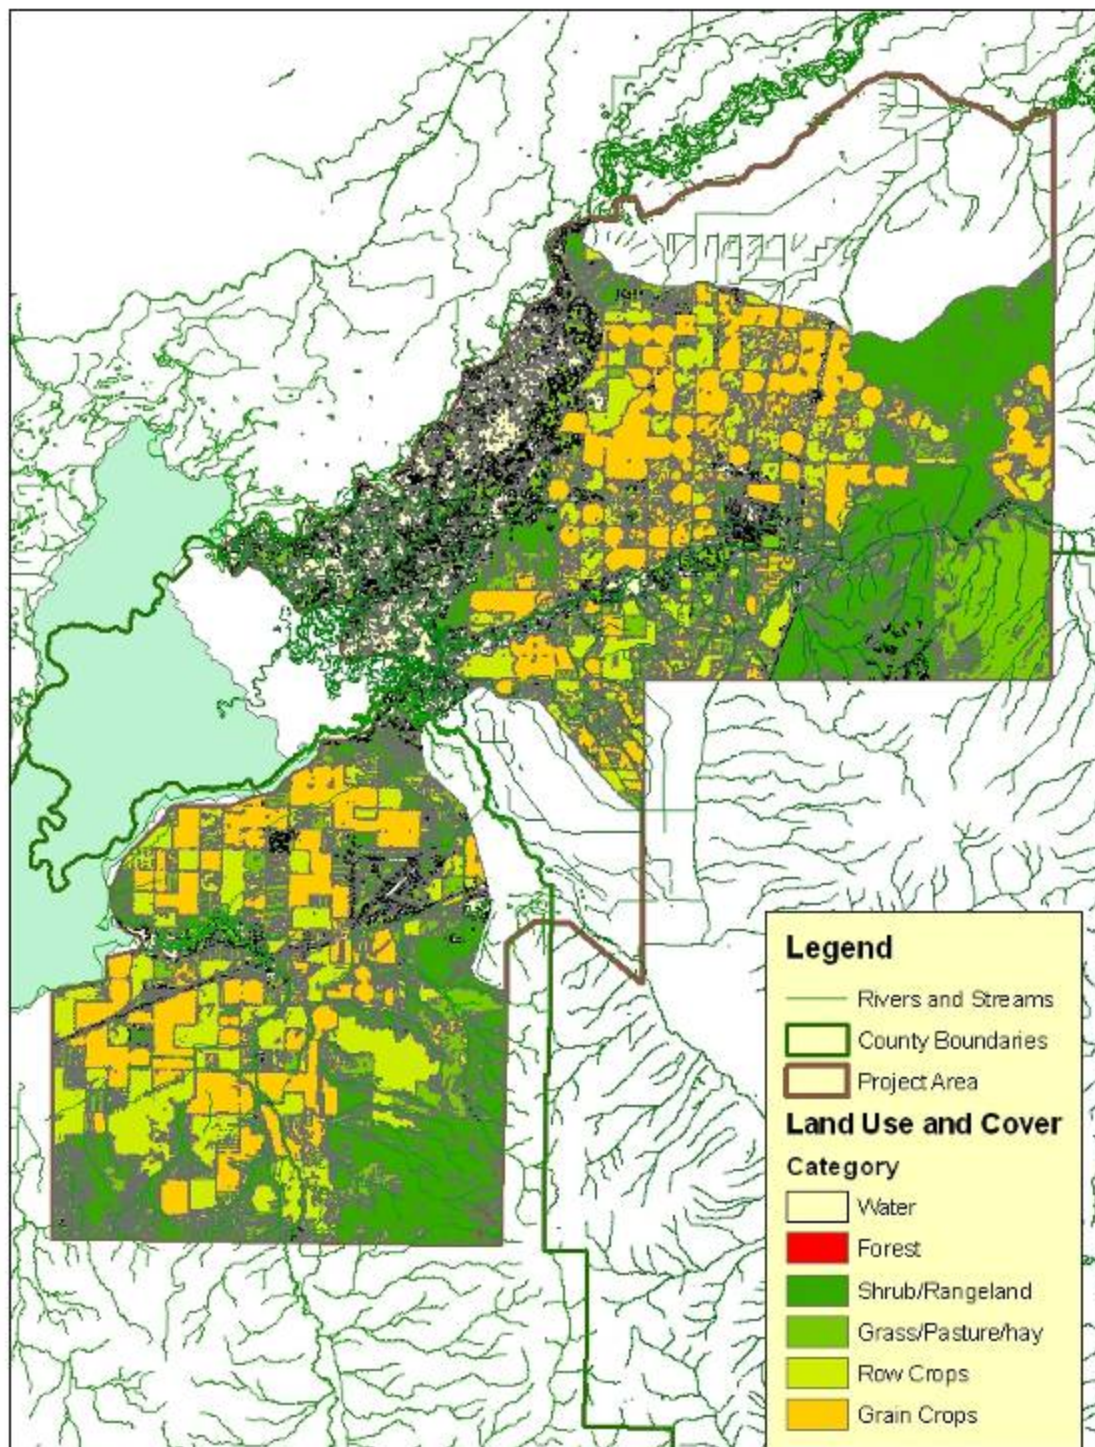 Legend
Rivers and Streams
County Boundaries
Project Area
Land Use and Cover
Category
Water
Forest
Shrub/Rangeland
Grass/Pasture/hay
Row Crops
Grain Crops